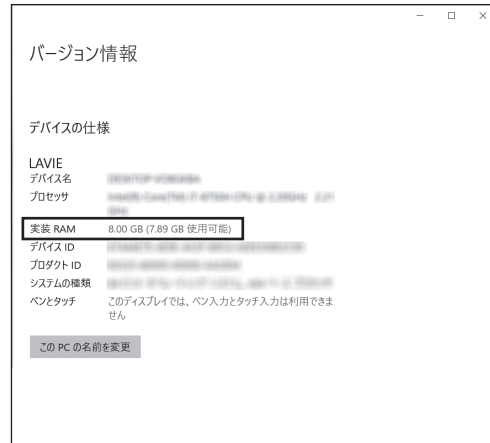 バージョン情報
デバイスの仕様
LAVIE
デバイス名
プロセッサ
実装 RAM 8.00 GB (7.89 GB 使用可能)
デバイス ID
プロダクト ID
システムの種類
ペンとタッチ このディスプレイでは、ペン入力とタッチ入力は利用できま
せん
この PC の名前を変更